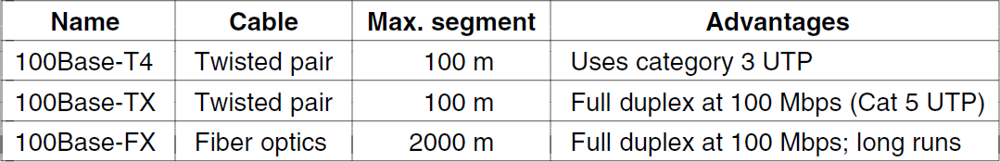 Name Cable Max. segment Advantages
100Base-T4 Twisted pair 100 m Uses category 3 UTP
100Base-TX Twisted pair 100 m Full duplex at 100 Mbps (Cat 5 UTP)
100Base-FX Fiber optics 2000 m Full duplex at 100 Mbps; long runs